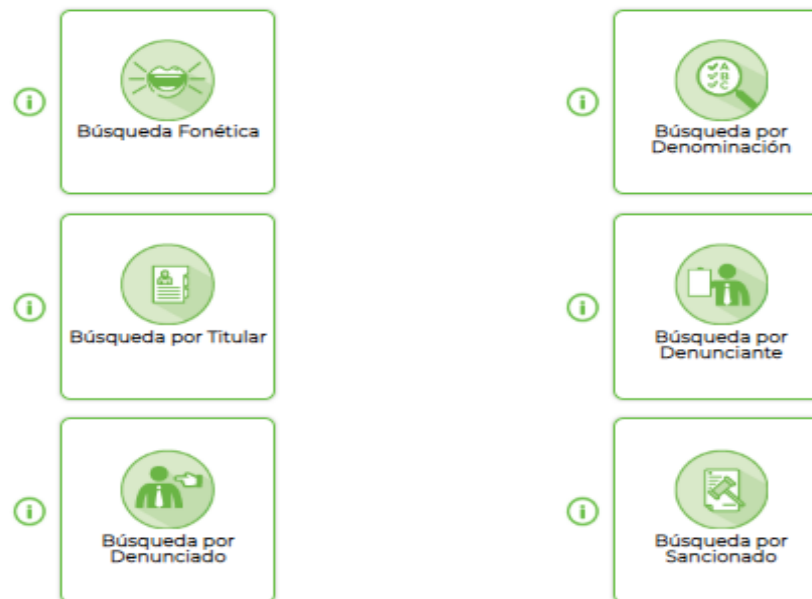 Búsqueda Fonética
A
B
C
Búsqueda por
Denominación
Búsqueda por Titular
Búsqueda por
Denunciante
Búsqueda por
Denunciado
Búsqueda por
Sancionado